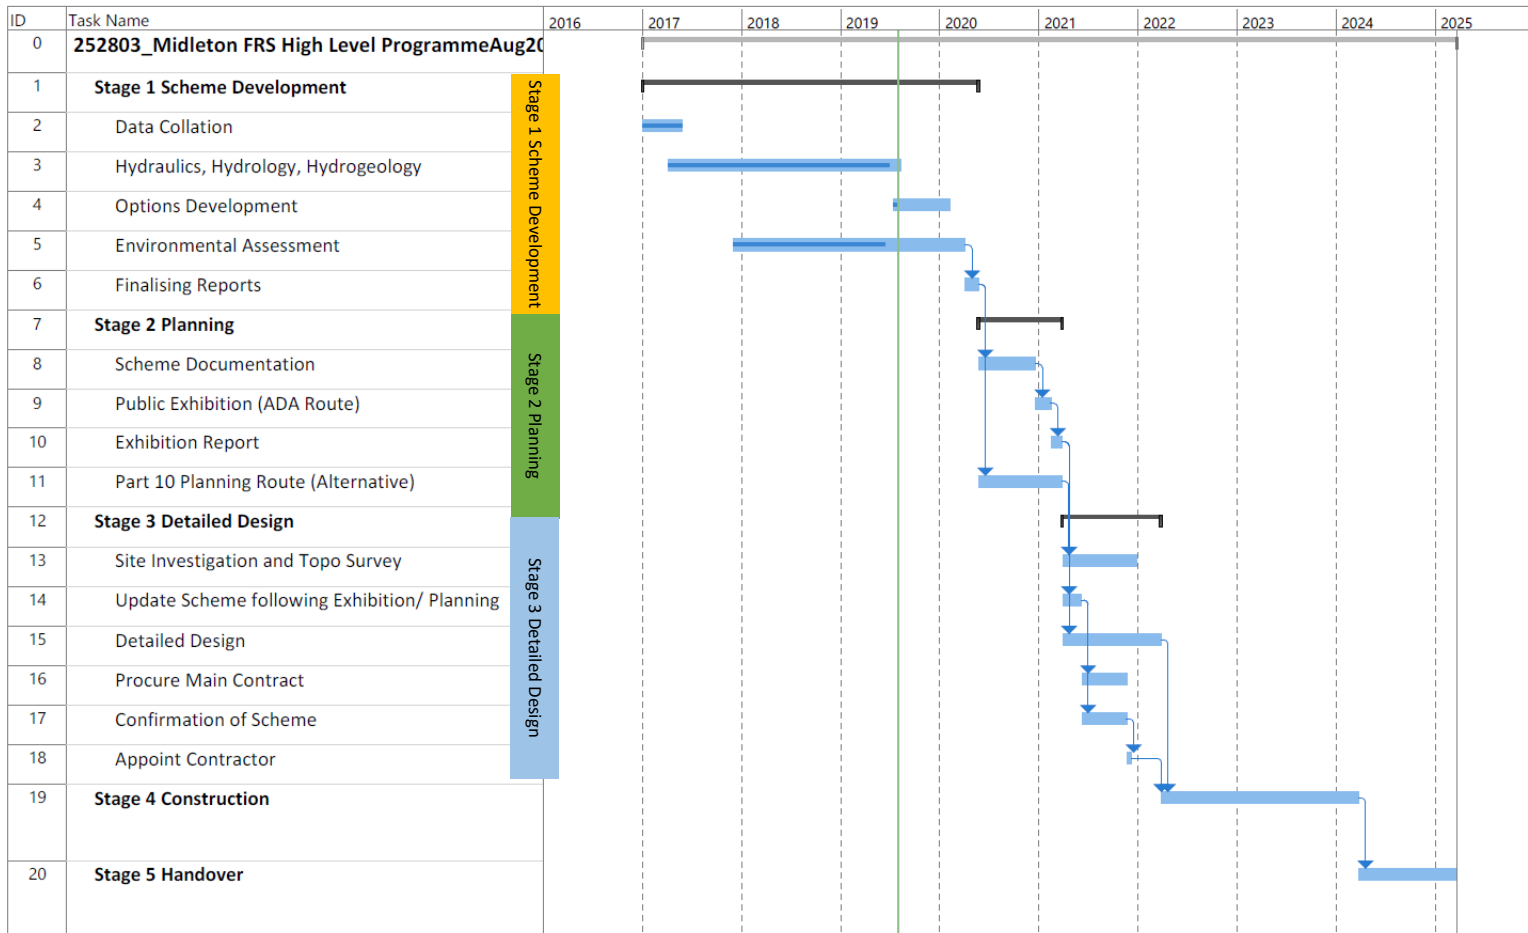 ID Task Name 2016 2017 2018 2019 2020 2021 2022 2023 2024 2025
0 252803_Midleton FRS High Level ProgrammeAug20
1 Stage 1 Scheme Development
2 Data Collation
3 Hydraulics, Hydrology, Hydrogeology
4 Options Development
5 Environmental Assessment
6 Finalising Reports
Stage 1 Scheme Development
7 Stage 2 Planning
8 Scheme Documentation
9 Public Exhibition (ADA Route)
10 Exhibition Report
11 Part 10 Planning Route (Alternative)
Stage 2 Planning
12 Stage 3 Detailed Design
13 Site Investigation and Topo Survey
14 Update Scheme following Exhibition/ Planning
15 Detailed Design
16 Procure Main Contract
17 Confirmation of Scheme
18 Appoint Contractor
Stage 3 Detailed Design
19 Stage 4 Construction
20 Stage 5 Handover